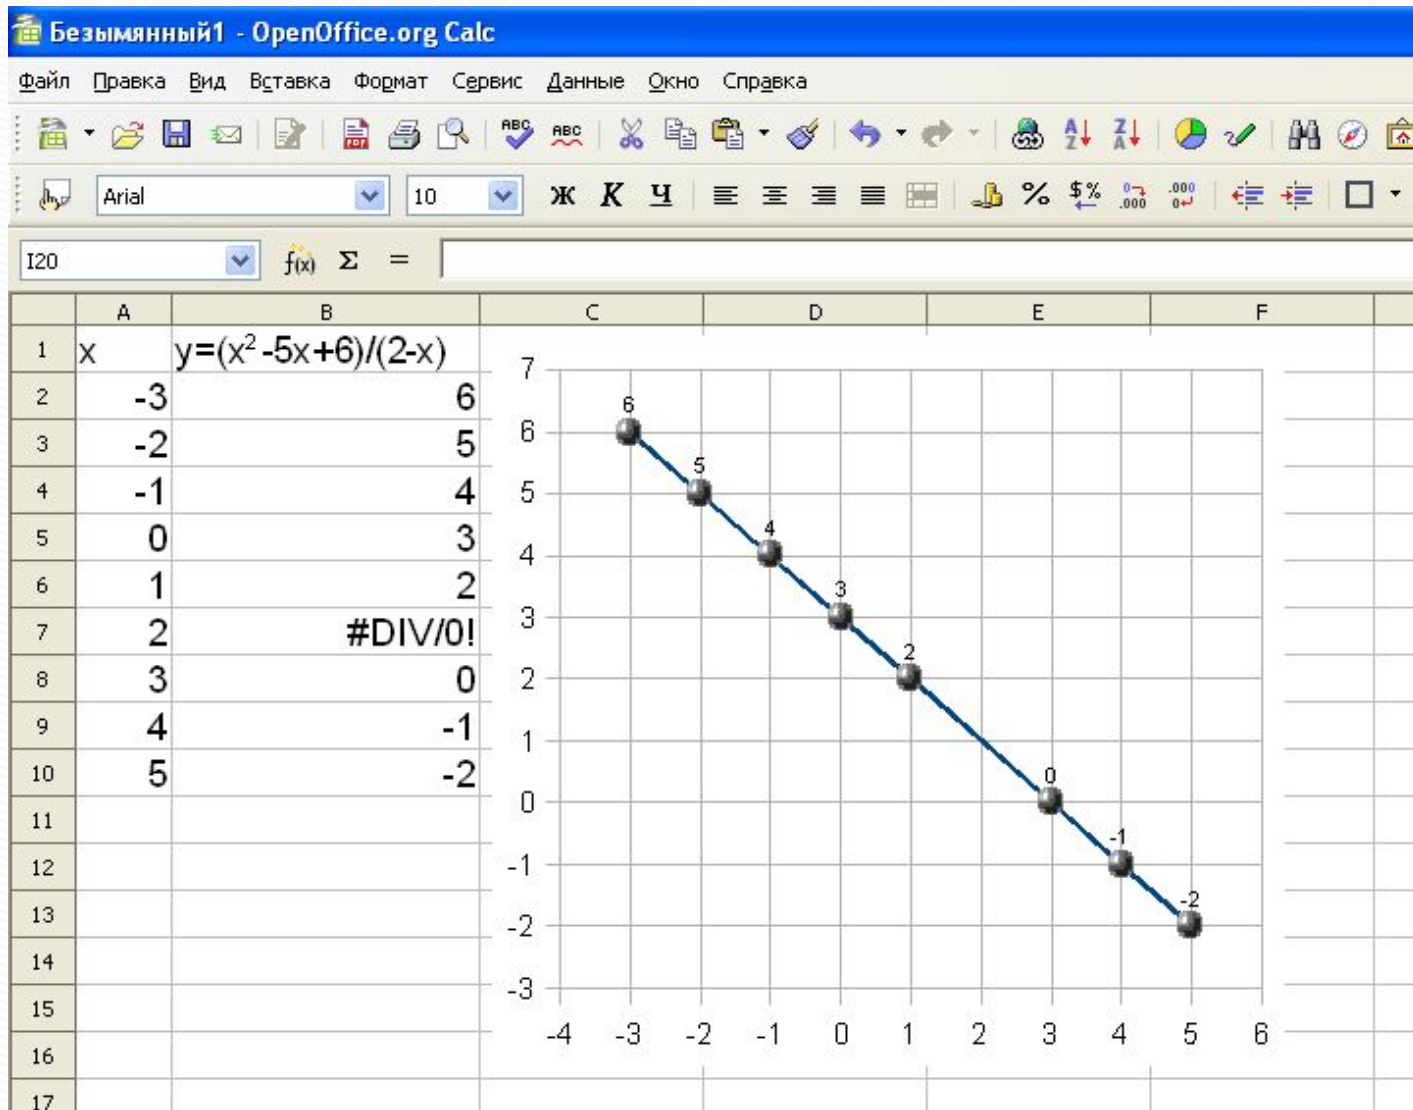 Безымянный1 - OpenOffice.org Calc
Файл Правка Вид Вставка Формат Сервис Данные Окно Справка
Arial 10 Ж К Ч
I20 f(x) Σ =
A B C D E F
1 x y=(x²-5x+6)/(2-x)
2 -3 6
3 -2 5
4 -1 4
5 0 3
6 1 2
7 2 #DIV/0!
8 3 0
9 4 -1
10 5 -2
11
12
13
14
15
16
17
7
6
5
4
3
2
1
0
-1
-2
-3
6
5
4
3
2
0
-1
-2
-4 -3 -2 -1 0 1 2 3 4 5 6